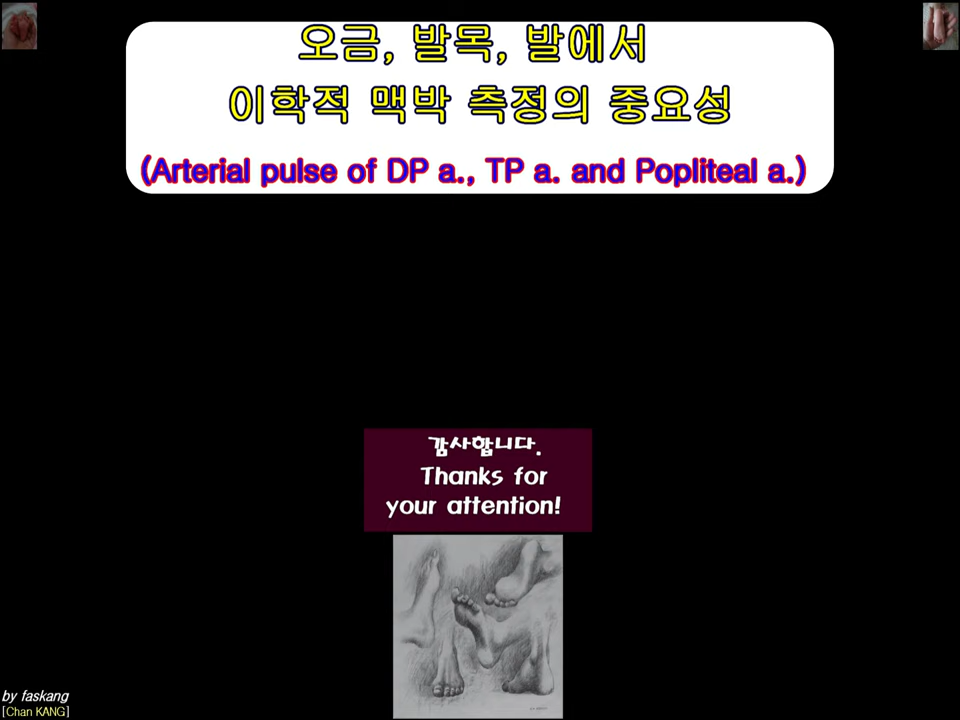 오금, 발목, 발에서
이학적 맥박 측정의 중요성
(Arterial pulse of DP a., TP a. and Popliteal a.)
감사합니다.
Thanks for
your attention!
by faskang
[Chan KANG]